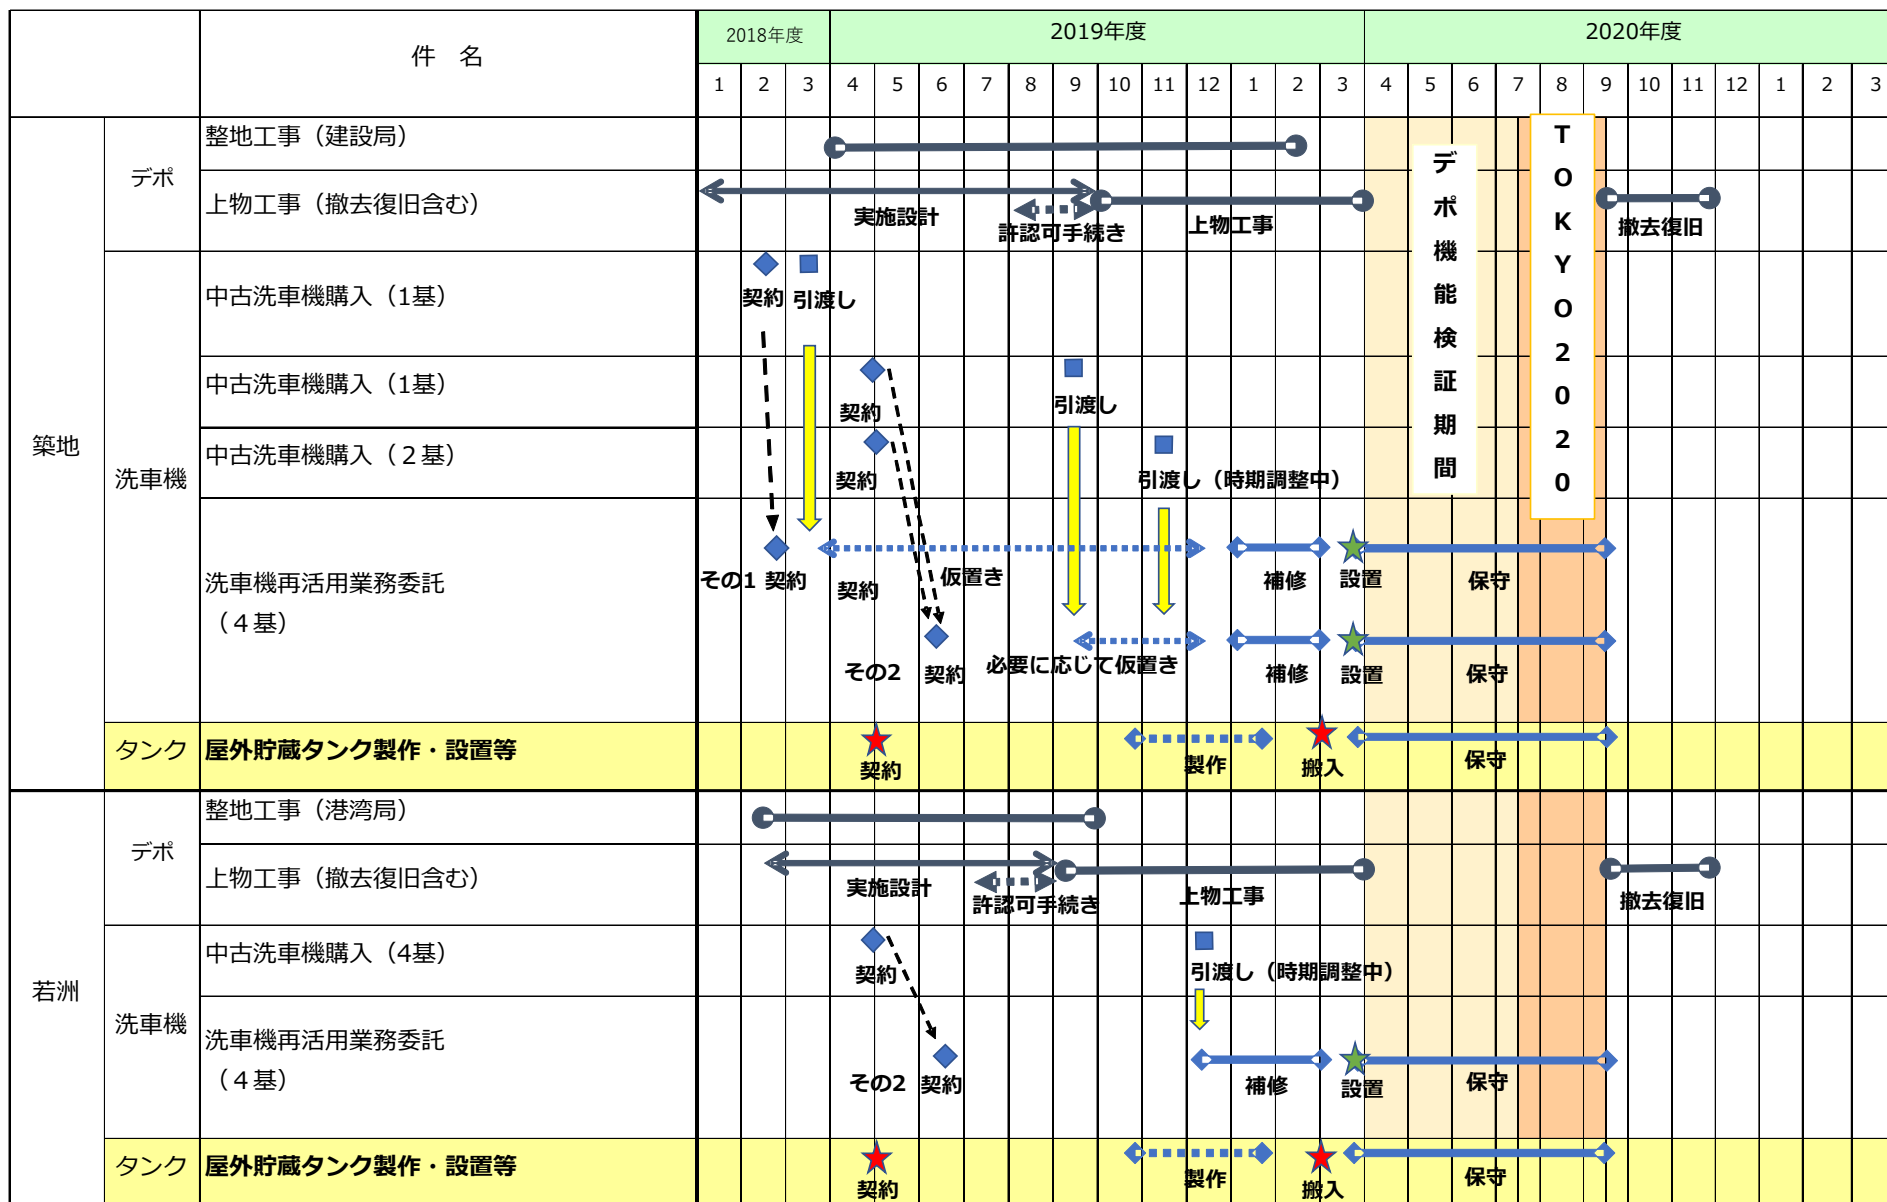 件　名
2018年度
2019年度
2020年度
1 2 3 4 5 6 7 8 9 10 11 12 1 2 3 4 5 6 7 8 9 10 11 12 1 2 3
築地
デポ
整地工事（建設局）
上物工事（撤去復旧含む）
実施設計
許認可手続き
上物工事
撤去復旧
デポ機能検証期間
TOKYO2020
洗車機
中古洗車機購入（1基）
契約
引渡し
中古洗車機購入（1基）
契約
引渡し
中古洗車機購入（２基）
契約
引渡し（時期調整中）
洗車機再活用業務委託
（４基）
その1 契約
契約
仮置き
補修
設置
保守
その2
契約
必要に応じて仮置き
補修
設置
保守
タンク
屋外貯蔵タンク製作・設置等
契約
製作
搬入
保守
若洲
デポ
整地工事（港湾局）
上物工事（撤去復旧含む）
実施設計
許認可手続き
上物工事
撤去復旧
洗車機
中古洗車機購入（4基）
契約
引渡し（時期調整中）
洗車機再活用業務委託
（４基）
その2
契約
補修
設置
保守
タンク
屋外貯蔵タンク製作・設置等
契約
製作
搬入
保守